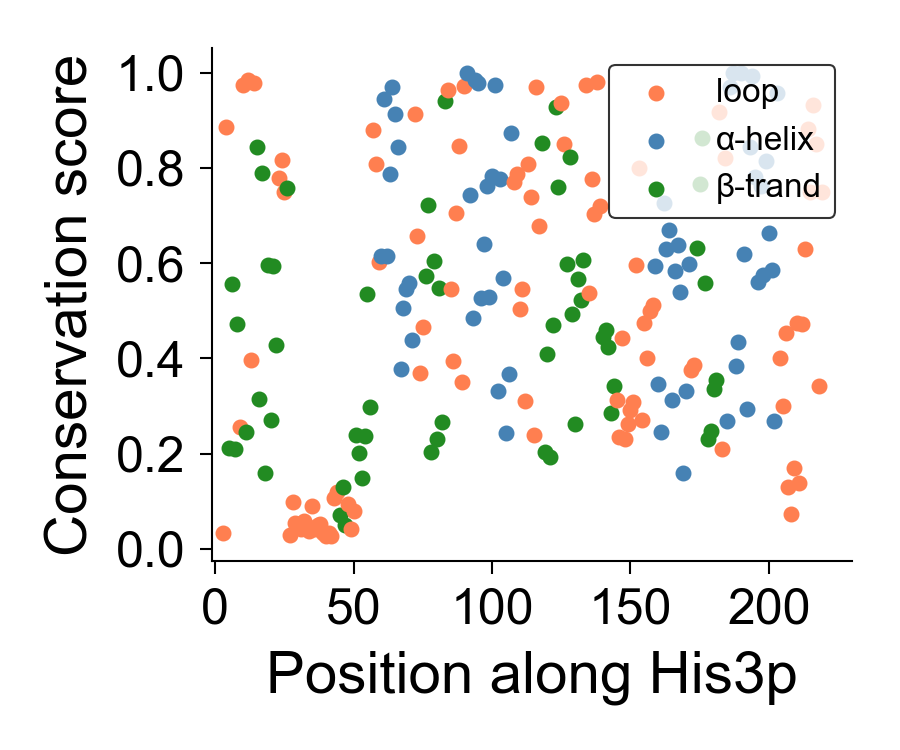 Conservation score
1.0
0.8
0.6
0.4
0.2
0.0
0
50
100
150
200
Position along His3p
loop
α-helix
β-trand